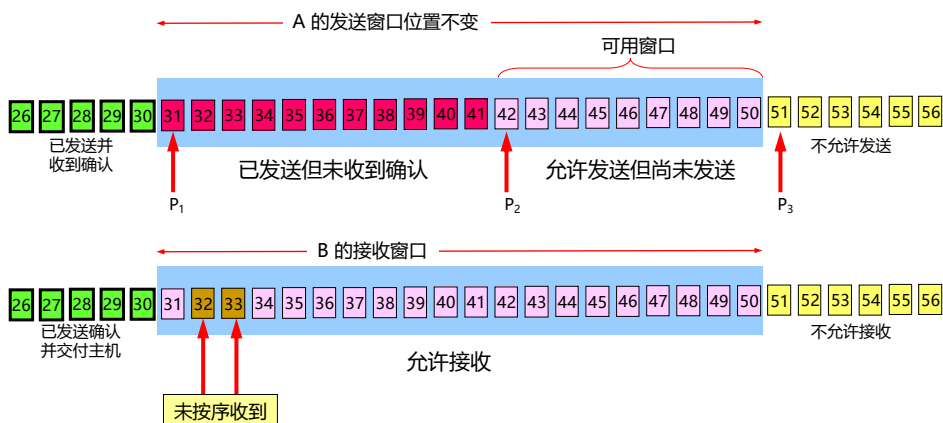 A 的发送窗口位置不变
可用窗口
26 27 28 29 30 31 32 33 34 35 36 37 38 39 40 41 42 43 44 45 46 47 48 49 50 51 52 53 54 55 56
已发送并
收到确认
已发送但未收到确认
允许发送但尚未发送
不允许发送
P1
P2
P3
B 的接收窗口
26 27 28 29 30 31 32 33 34 35 36 37 38 39 40 41 42 43 44 45 46 47 48 49 50 51 52 53 54 55 56
已发送确认
并交付主机
允许接收
不允许接收
未按序收到